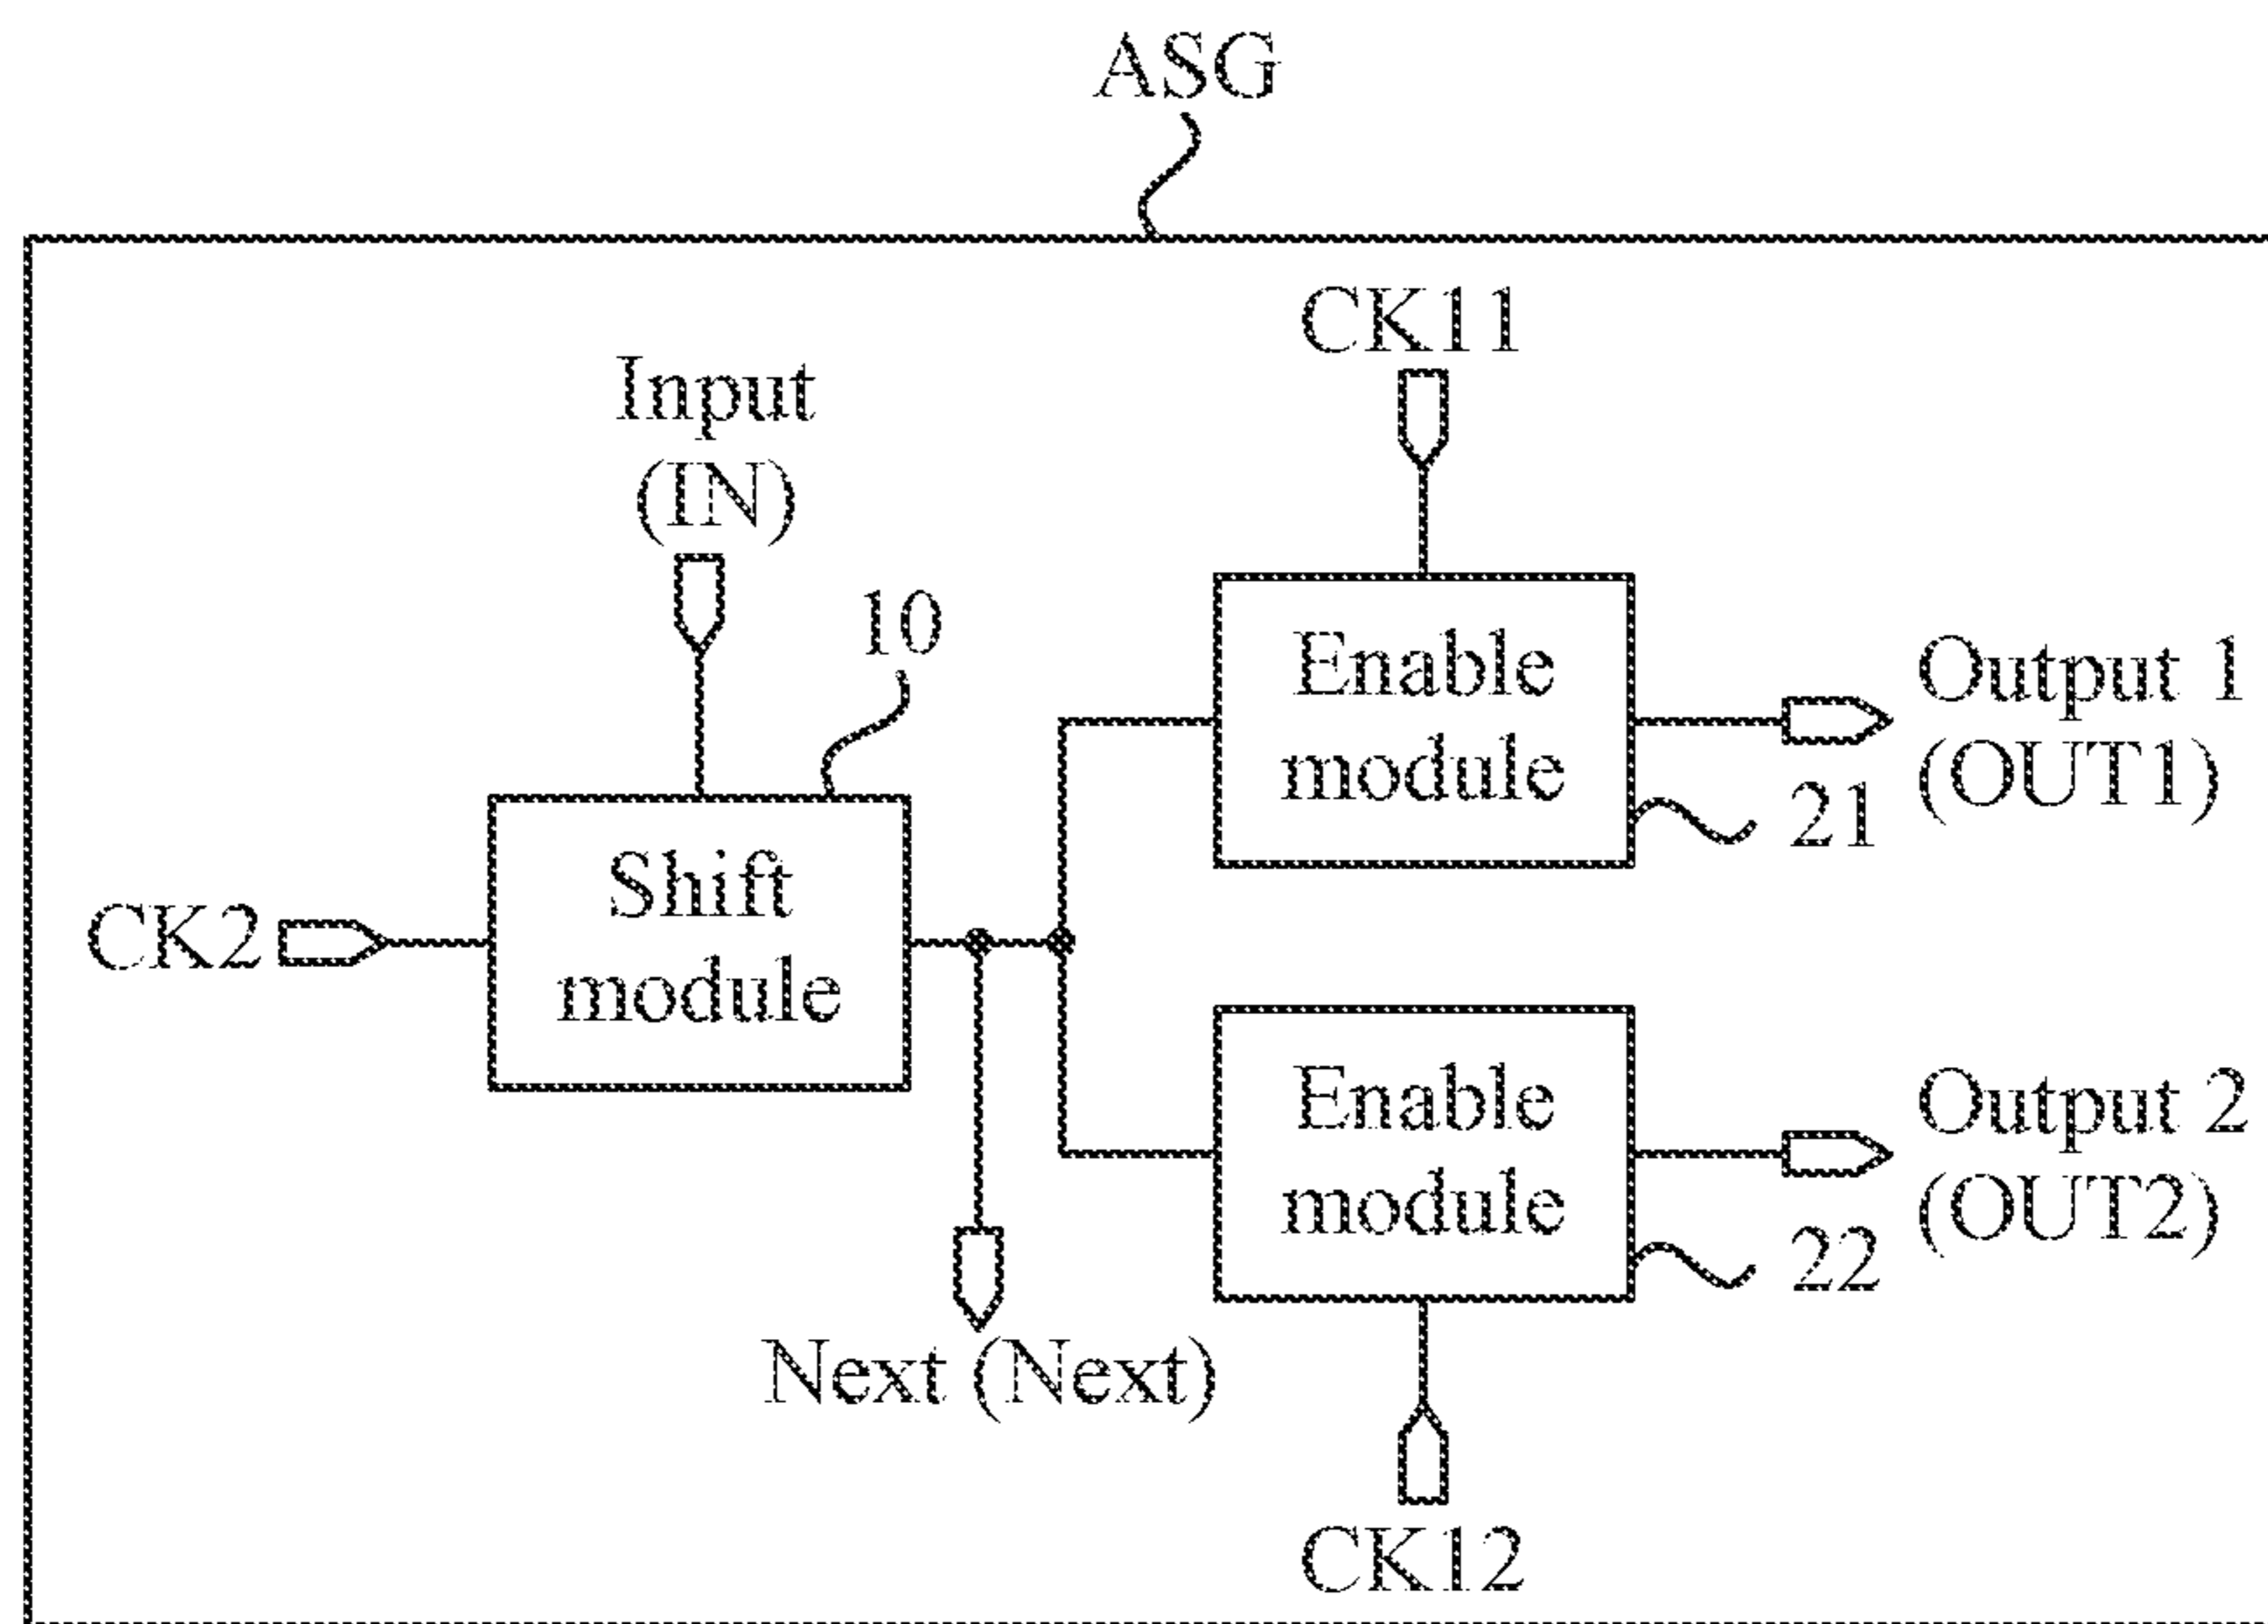 ASG
CK11
Input
(IN)
10
Enable
module
Output 1
(OUT1)
21
Shift
module
CK2
Enable
module
Output 2
(OUT2)
22
Next (Next)
CK12